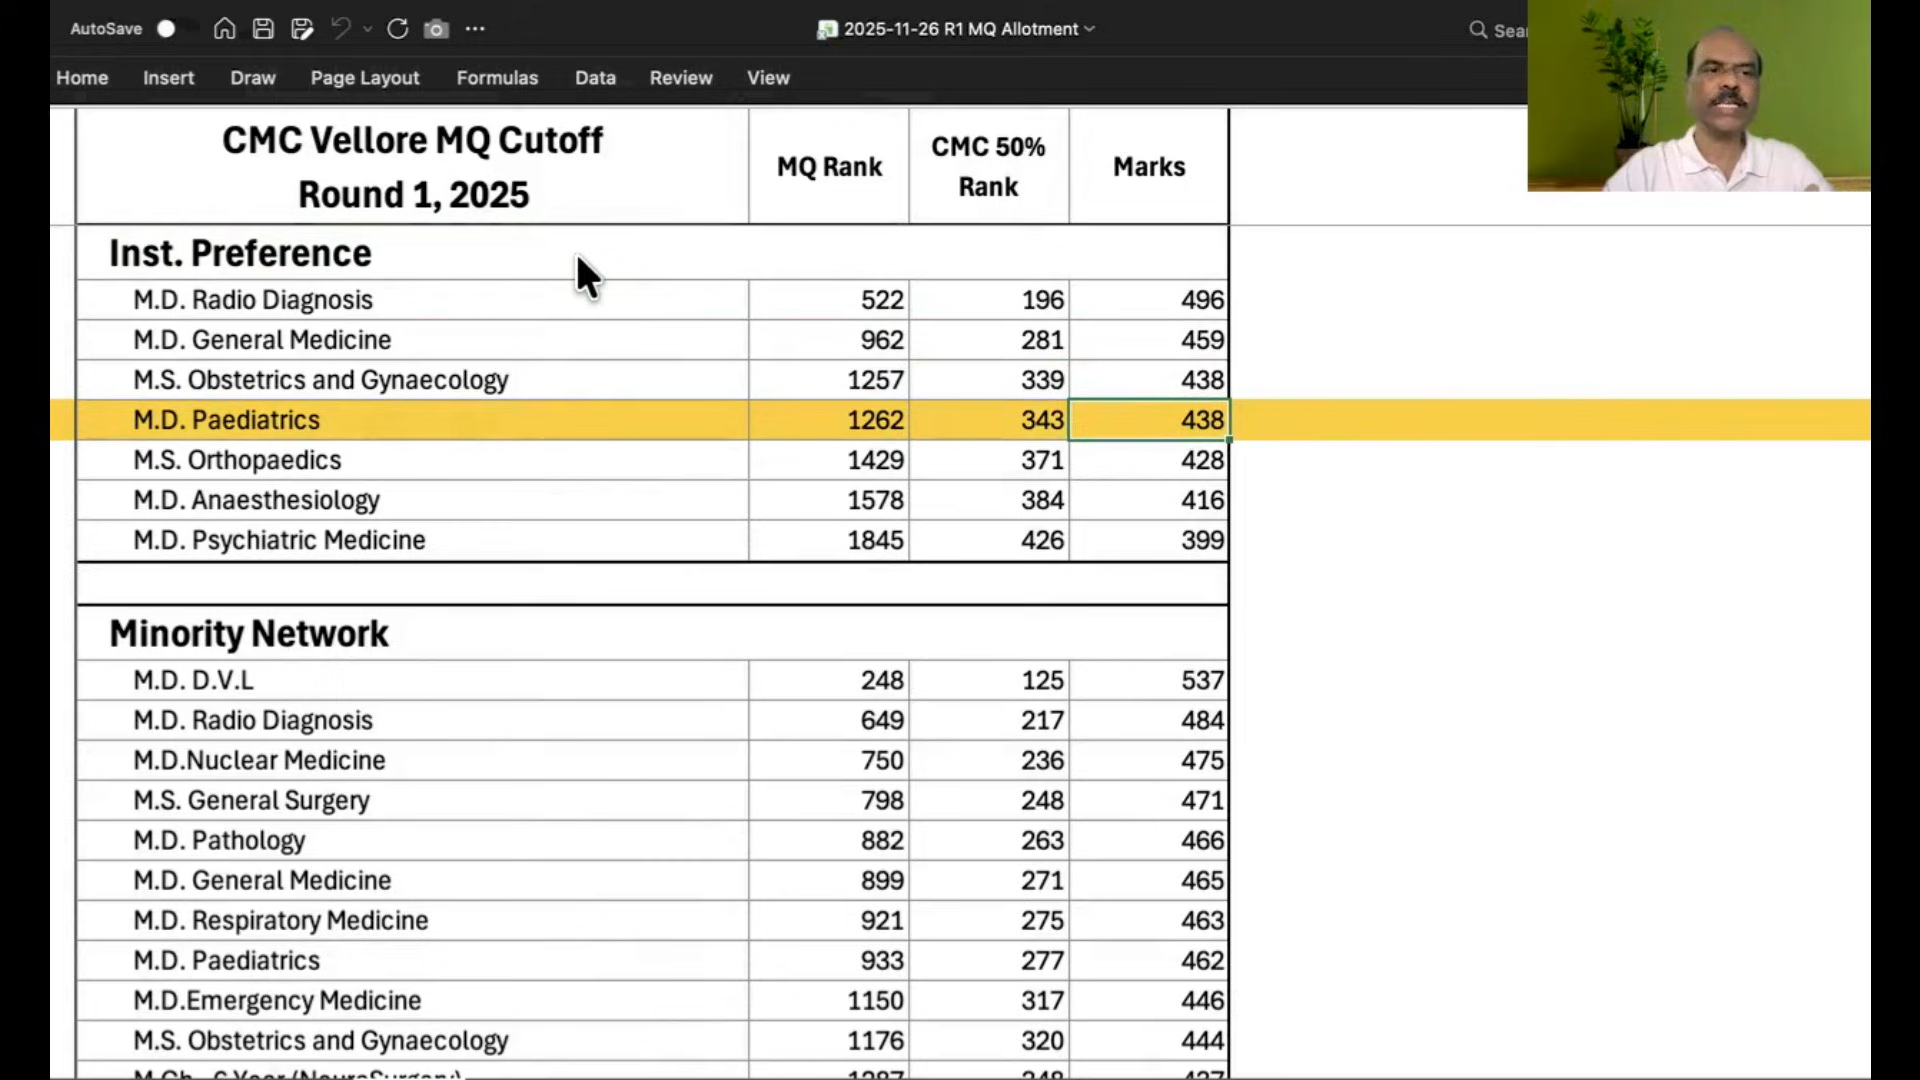 AutoSave
2025-11-26 R1 MQ Allotment
Sear
Home Insert Draw Page Layout Formulas Data Review View
CMC Vellore MQ Cutoff
Round 1, 2025
MQ Rank
CMC 50%
Rank
Marks
Inst. Preference
M.D. Radio Diagnosis 522 196 496
M.D. General Medicine 962 281 459
M.S. Obstetrics and Gynaecology 1257 339 438
M.D. Paediatrics 1262 343 438
M.S. Orthopaedics 1429 371 428
M.D. Anaesthesiology 1578 384 416
M.D. Psychiatric Medicine 1845 426 399
Minority Network
M.D. D.V.L 248 125 537
M.D. Radio Diagnosis 649 217 484
M.D.Nuclear Medicine 750 236 475
M.S. General Surgery 798 248 471
M.D. Pathology 882 263 466
M.D. General Medicine 899 271 465
M.D. Respiratory Medicine 921 275 463
M.D. Paediatrics 933 277 462
M.D.Emergency Medicine 1150 317 446
M.S. Obstetrics and Gynaecology 1176 320 444